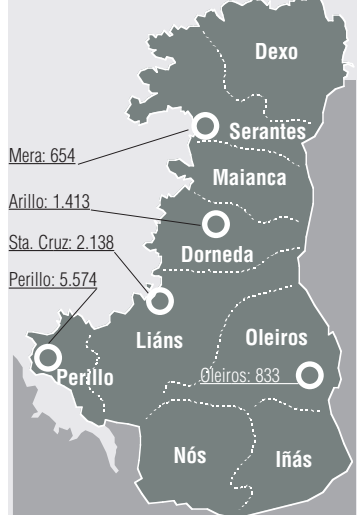 Dexo
Serantes
Mera: 654
Maianca
Arillo: 1.413
Sta. Cruz: 2.138
Dorneda
Perillo: 5.574
Liáns
Oleiros
Perillo
Oleiros: 833
Nós
Iñás